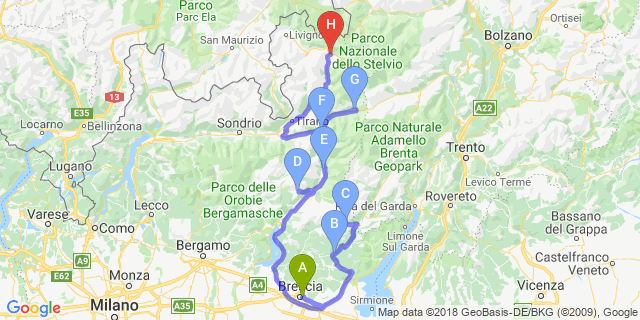 H
Livigno
Parco
Nazionale
dello Stelvio
Ortisei
Parc Ela
San Maurizio
Bolzano
G
13
F
E35
Tirano
A22
Locarno
Bellinzona
Sondrio
Parco Naturale
Adamello
Brenta
Geopark
E
Trento
D
Lugano
Levico Terme
Parco delle
Orobie
Bergamasche
C
Riva del Garda
Lecco
Rovereto
Varese
Como
B
Limone
Sul Garda
Bassano
del Grappa
Bergamo
A9
E62
A4
A
Castelfranco
Veneto
Monza
Brescia
Vicenza
Sirmione
Google
Milano
A35
Map data ©2018 GeoBasis-DE/BKG (©2009), Google